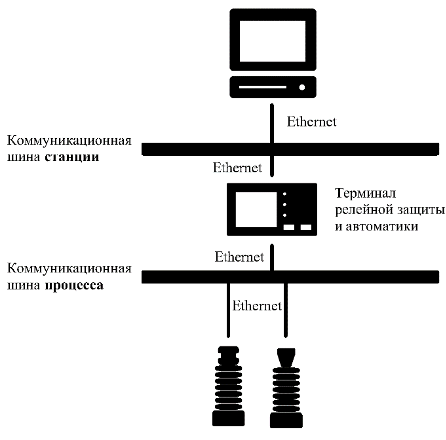 Ethernet
Коммуникационная
шина станции
Ethernet
Терминал
релейной защиты
и автоматики
Ethernet
Коммуникационная
шина процесса
Ethernet